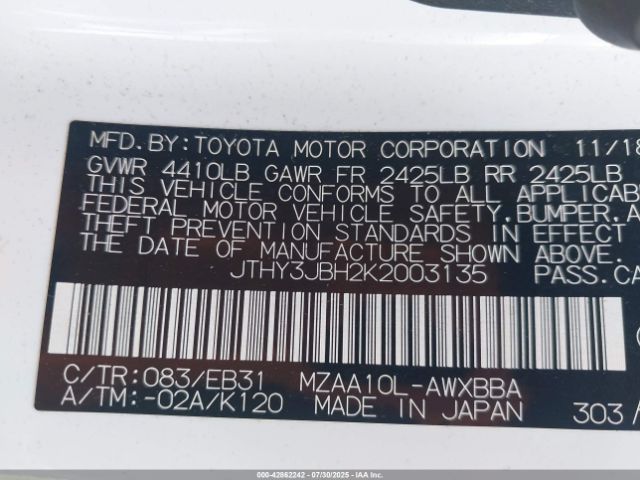 MFD.BY:TOYOTA MOTOR CORPORATION 11/18
GVWR 4410LB GAWR FR 2425LB RR 2425LB
THIS VEHICLE CONFORMS TO ALL APPLICAB
FEDERAL MOTOR VEHICLE SAFETY.BUMPER.A
THEFT PREVENTION STANDARDS IN EFFECT
THE DATE OF MANUFACTURE SHOWN ABOVE.
JTHY3JBH2K2003135 PASS.CA
C/TR:083/EB31 MZAA10L-AWXBBA
A/TM:-02A/K120 MADE IN JAPAN 303/
000-42862242 - 07/30/2025 - IAAI.COM